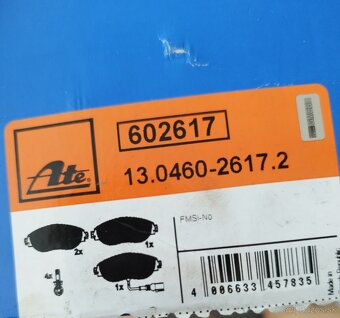 602617
Ate
13.0460-2617.2
FMSI-No
2x
1x
4x
1x
4 006633 457835
Made in